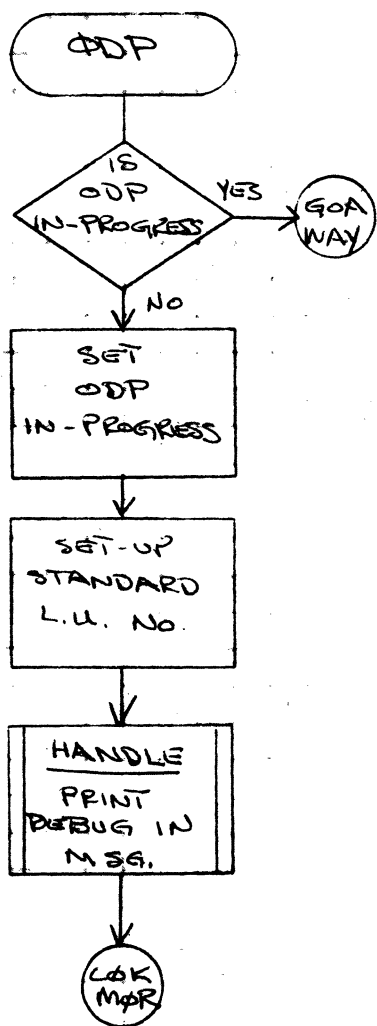 ØDP
IS
ODP
IN-PROGRESS
YES
GOA
WAY
NO
SET
ODP
IN-PROGRESS
SET-UP
STANDARD
L.U. NO.
HANDLE
PRINT
DEBUG IN
MSG.
LØK
MØR